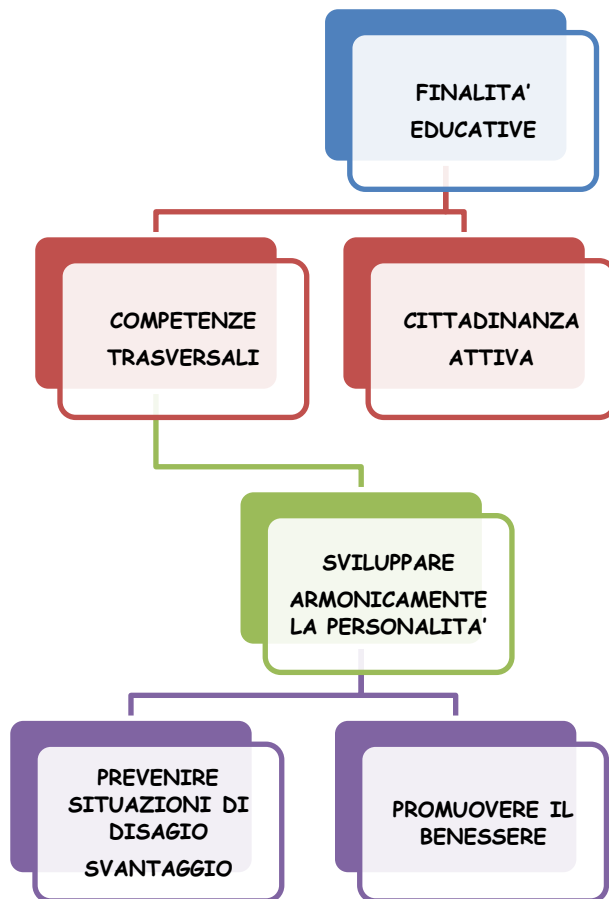 FINALITA'
EDUCATIVE
COMPETENZE
TRASVERSALI
CITTADINANZA
ATTIVA
SVILUPPARE
ARMONICAMENTE
LA PERSONALITA'
PREVENIRE
SITUAZIONI DI
DISAGIO
SVANTAGGIO
PROMUOVERE IL
BENESSERE